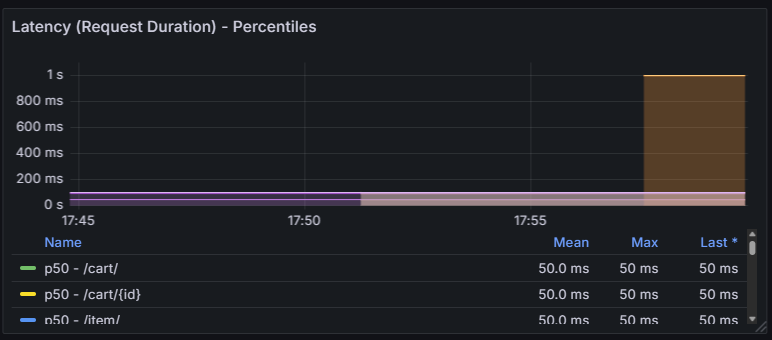 Latency (Request Duration) - Percentiles
1 s
800 ms
600 ms
400 ms
200 ms
0 s
17:45 17:50 17:55
Name Mean Max Last *
p50 - /cart/ 50.0 ms 50 ms 50 ms
p50 - /cart/{id} 50.0 ms 50 ms 50 ms
p50 - /item/ 50.0 ms 50 ms 50 ms